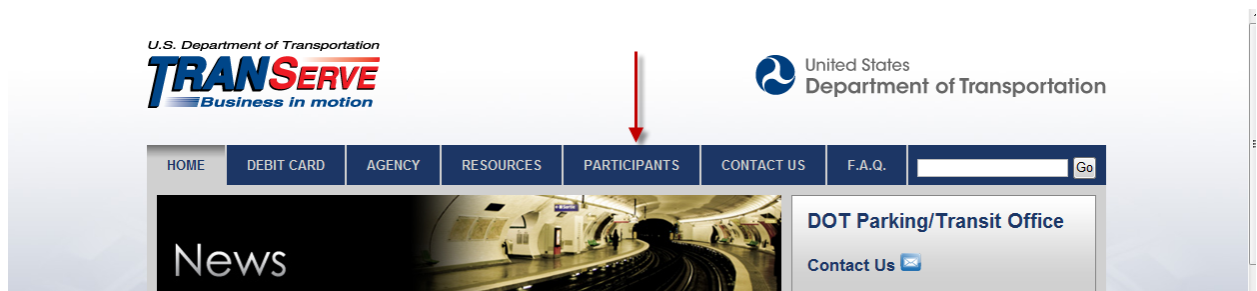 U.S. Department of Transportation
TRANSERVE
Business in motion
United States
Department of Transportation
HOME DEBIT CARD AGENCY RESOURCES PARTICIPANTS CONTACT US F.A.Q. Go
News
DOT Parking/Transit Office
Contact Us